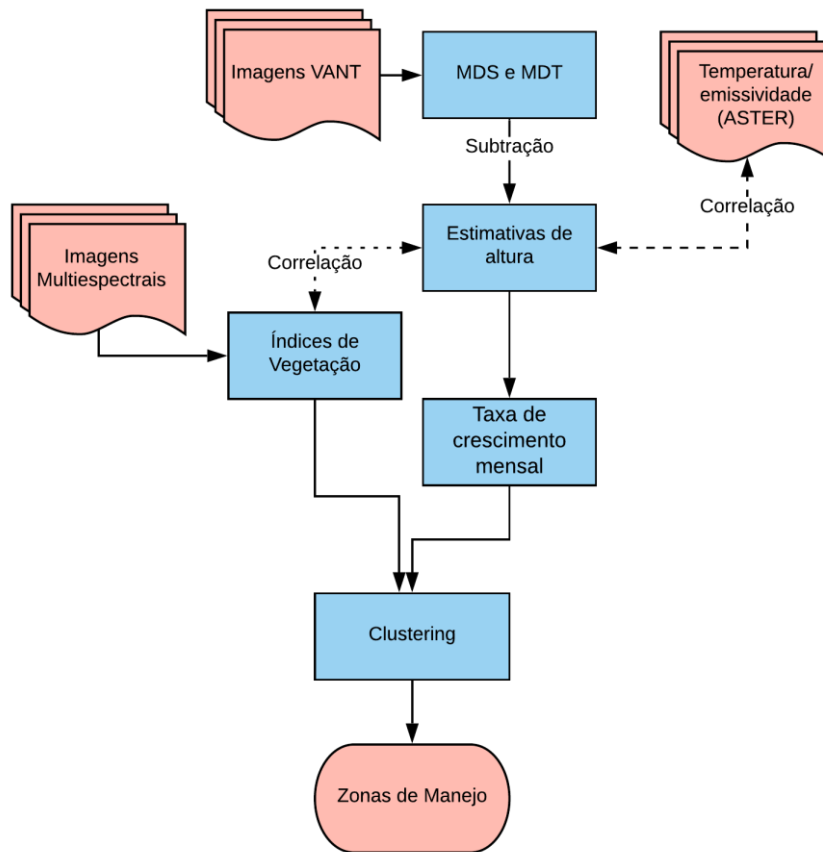 Imagens VANT
MDS e MDT
Temperatura/
emissividade
(ASTER)
Subtração
Correlação
Estimativas de
altura
Imagens
Multiespectrais
Correlação
Índices de
Vegetação
Taxa de
crescimento
mensal
Clustering
Zonas de Manejo